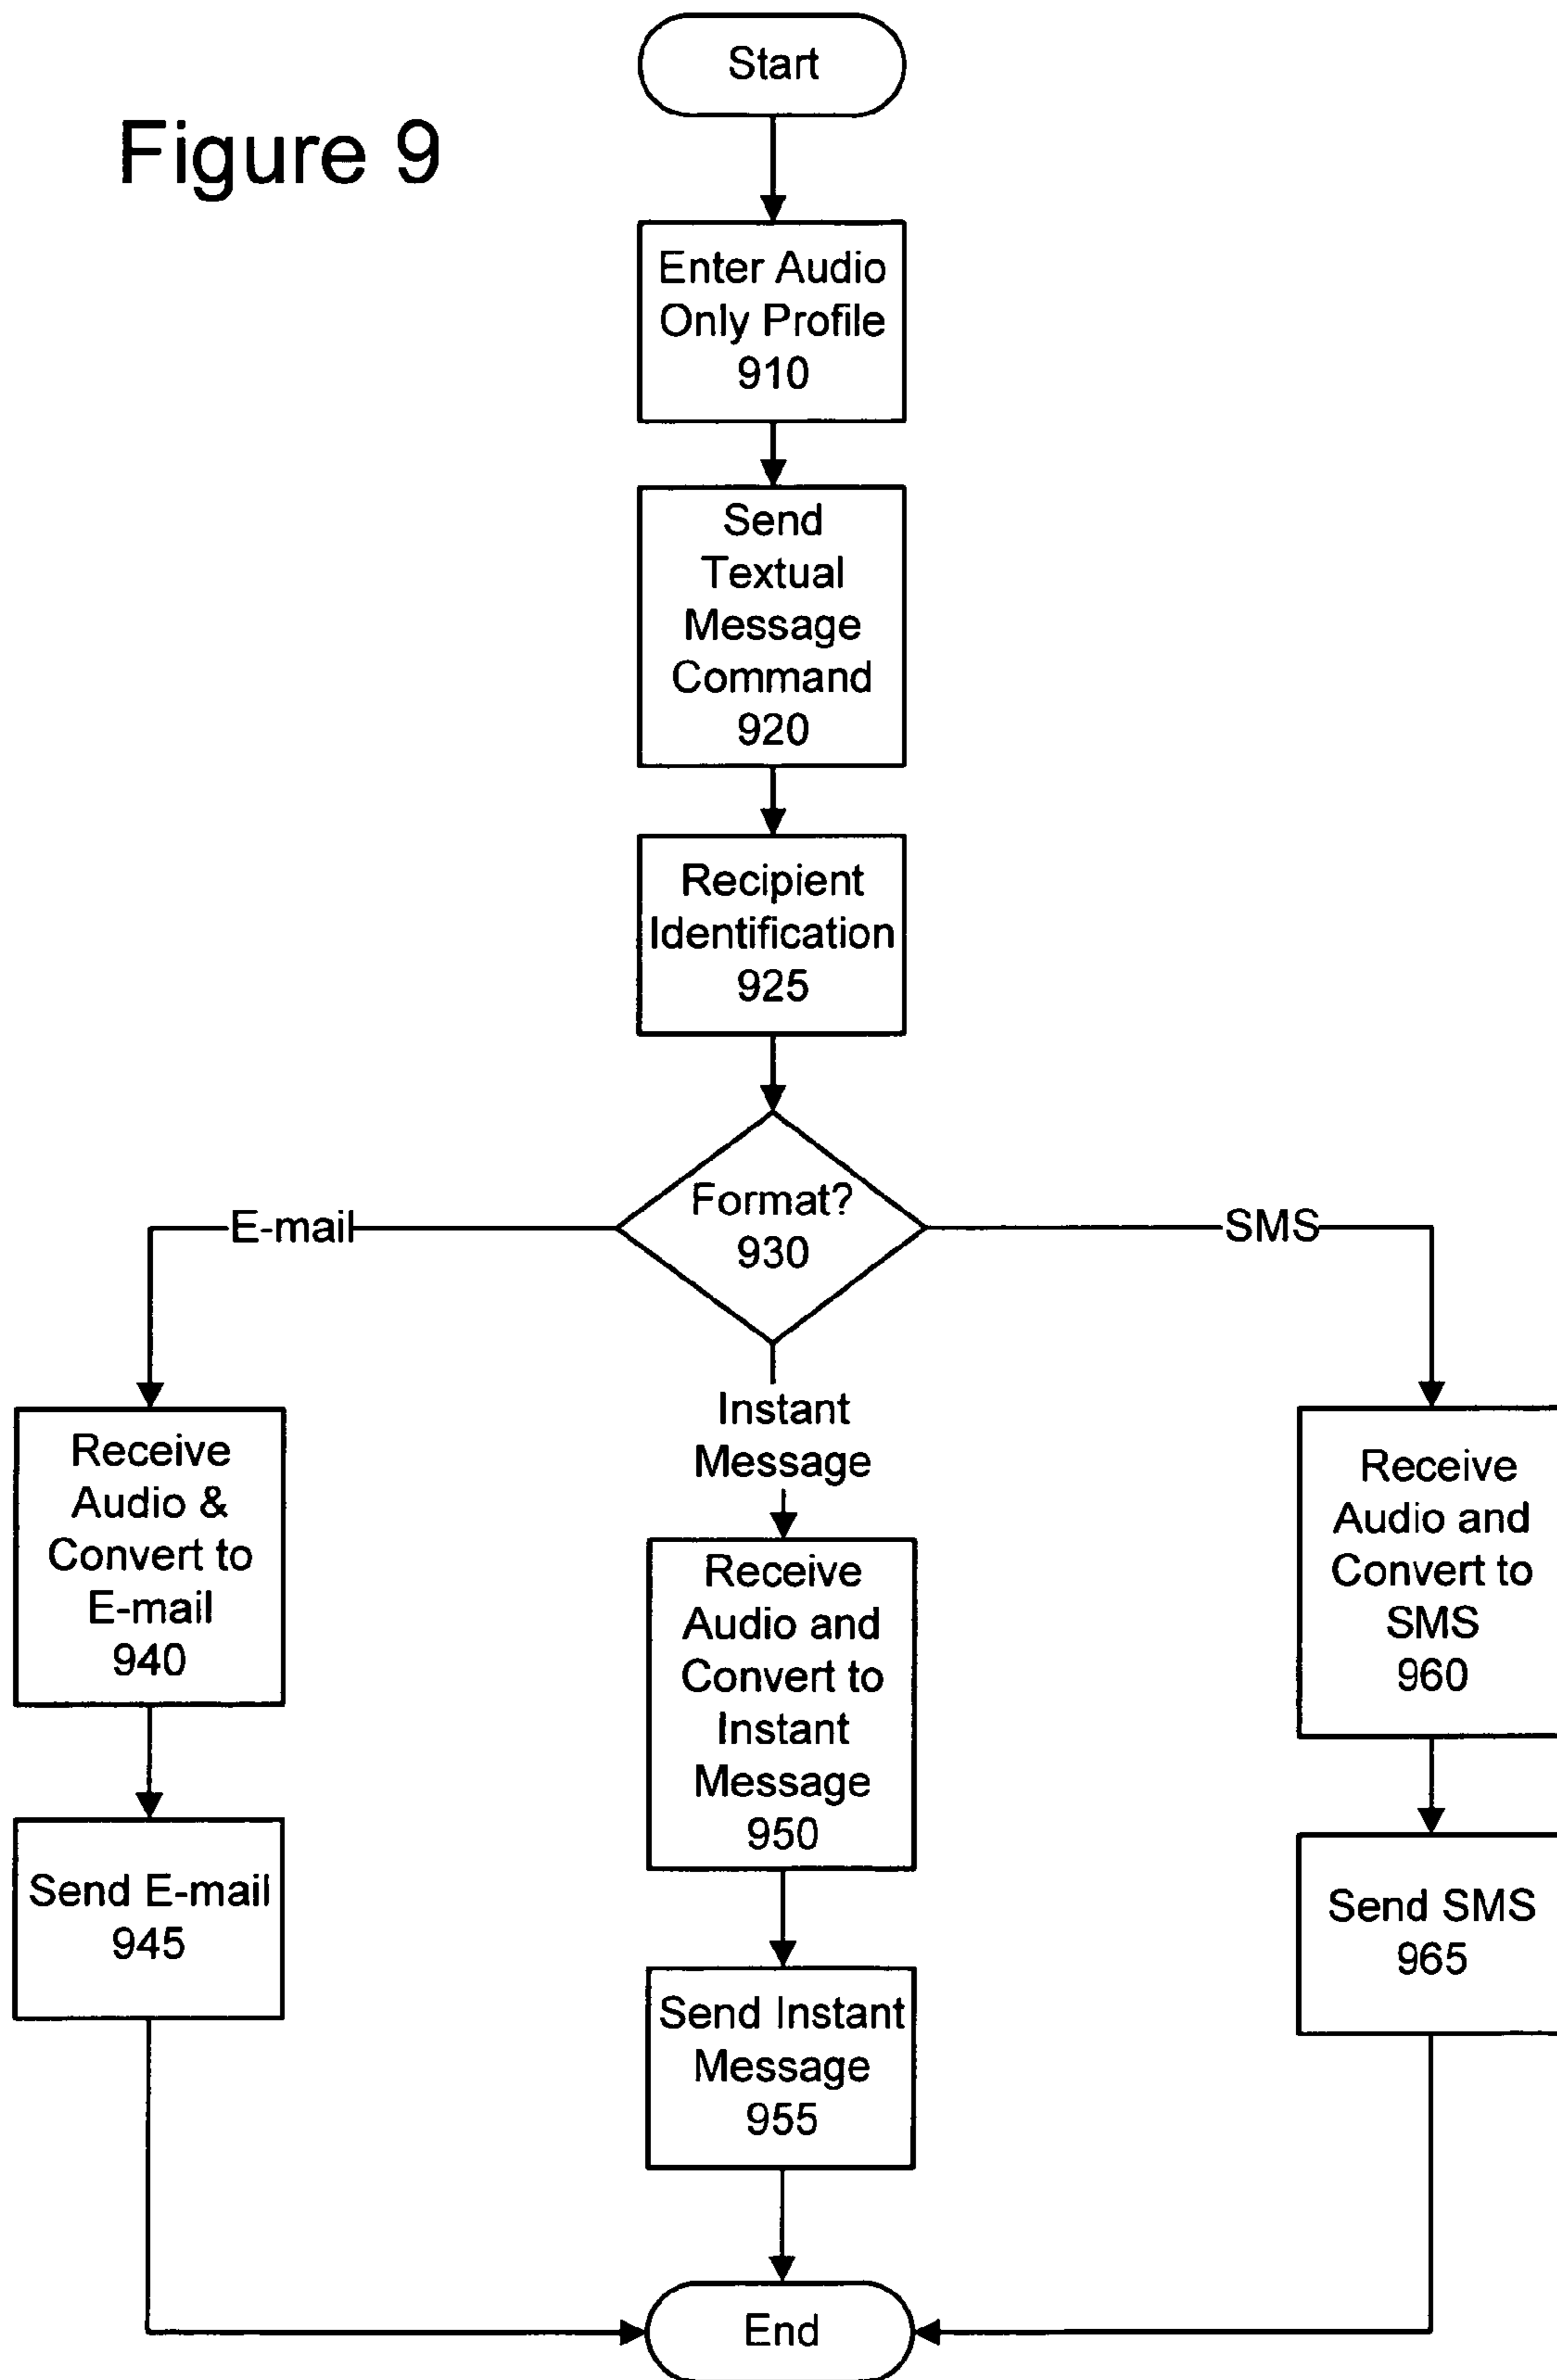 Start
Figure 9
Enter Audio
Only Profile
910
Send
Textual
Message
Command
920
Recipient
Identification
925
Format?
930
E-mail
SMS
Instant
Message
Receive
Audio &
Convert to
E-mail
940
Receive
Audio and
Convert to
Instant
Message
950
Receive
Audio and
Convert to
SMS
960
Send E-mail
945
Send Instant
Message
955
Send SMS
965
End